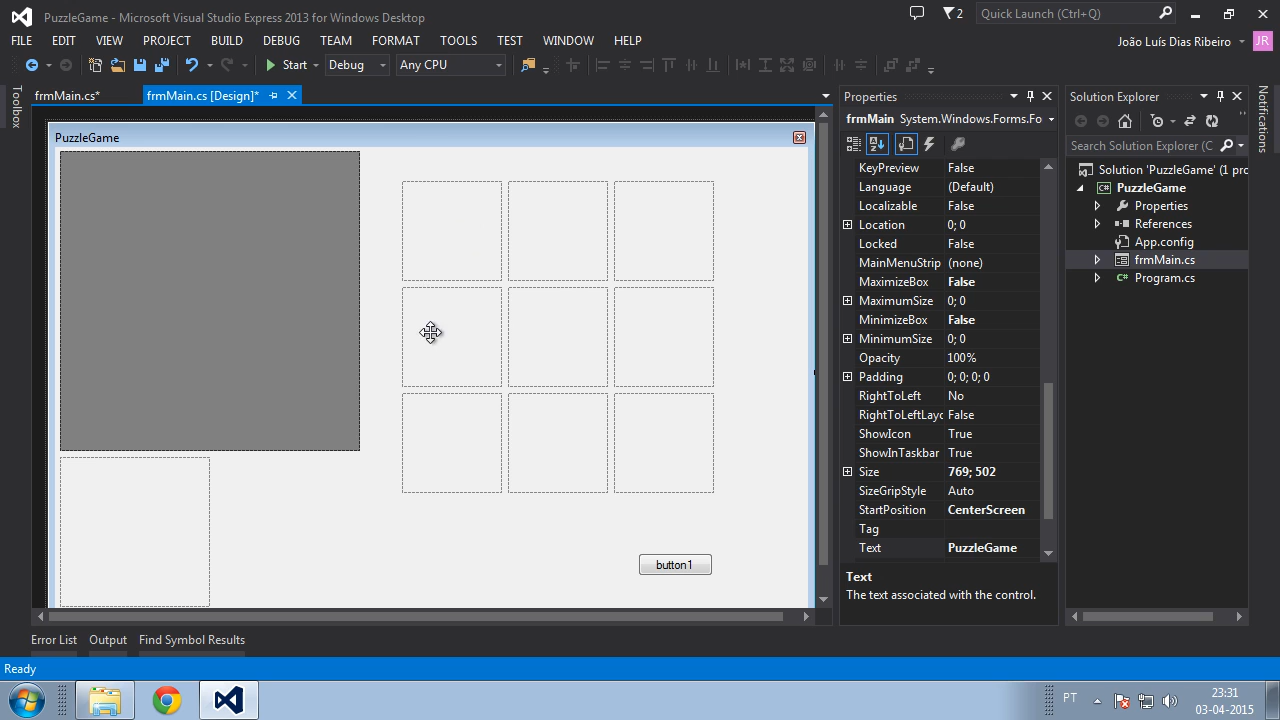 PuzzleGame - Microsoft Visual Studio Express 2013 for Windows Desktop
2
Quick Launch (Ctrl+Q)
FILE EDIT VIEW PROJECT BUILD DEBUG TEAM FORMAT TOOLS TEST WINDOW HELP
João Luís Dias Ribeiro
JR
Start
Debug
Any CPU
Toolbox
frmMain.cs*
frmMain.cs [Design]*
PuzzleGame
button1
Properties
frmMain System.Windows.Forms.Fo
KeyPreview False
Language (Default)
Localizable False
Location 0; 0
Locked False
MainMenuStrip (none)
MaximizeBox False
MaximumSize 0; 0
MinimizeBox False
MinimumSize 0; 0
Opacity 100%
Padding 0; 0; 0; 0
RightToLeft No
RightToLeftLayc False
ShowIcon True
ShowInTaskbar True
Size 769; 502
SizeGripStyle Auto
StartPosition CenterScreen
Tag
Text PuzzleGame
Text
The text associated with the control.
Solution Explorer
Search Solution Explorer (C
Solution 'PuzzleGame' (1 prc
PuzzleGame
Properties
References
App.config
frmMain.cs
Program.cs
Notifications
Error List Output Find Symbol Results
Ready
PT
23:31
03-04-2015